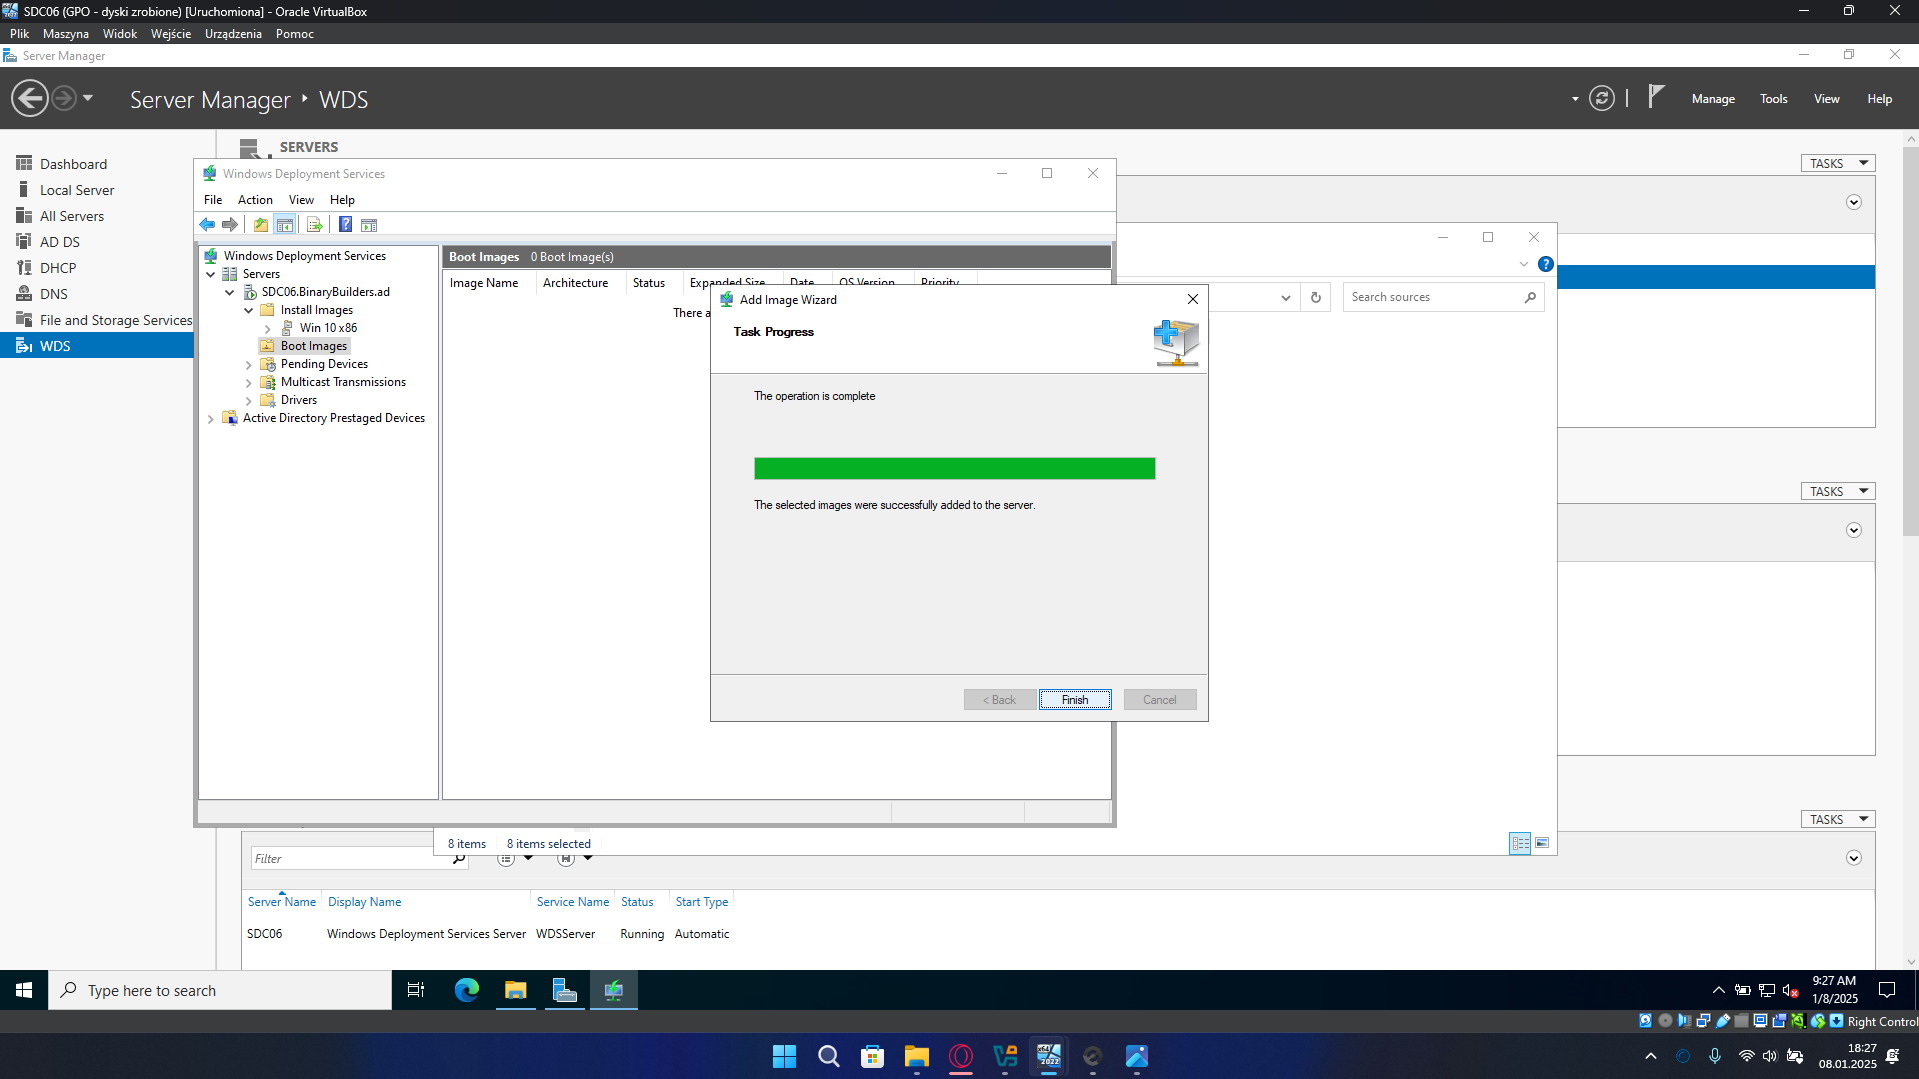 SDC06 (GPO - dyski zrobione) [Uruchomiona] - Oracle VirtualBox
Plik Maszyna Widok Wejście Urządzenia Pomoc
Server Manager
Server Manager ‣ WDS
Manage Tools View Help
Dashboard
Local Server
All Servers
AD DS
DHCP
DNS
File and Storage Services
WDS
SERVERS
TASKS
Windows Deployment Services
File Action View Help
Windows Deployment Services
Servers
SDC06.BinaryBuilders.ad
Install Images
Win 10 x86
Boot Images
Pending Devices
Multicast Transmissions
Drivers
Active Directory Prestaged Devices
Boot Images 0 Boot Image(s)
Image Name Architecture Status Expanded Size Date OS Version Priority
There a
Search sources
Add Image Wizard
Task Progress
The operation is complete
The selected images were successfully added to the server.
< Back Finish Cancel
TASKS
TASKS
8 items 8 items selected
Filter
Server Name Display Name Service Name Status Start Type
SDC06 Windows Deployment Services Server WDSServer Running Automatic
Type here to search
9:27 AM
1/8/2025
Right Control
18:27
08.01.2025